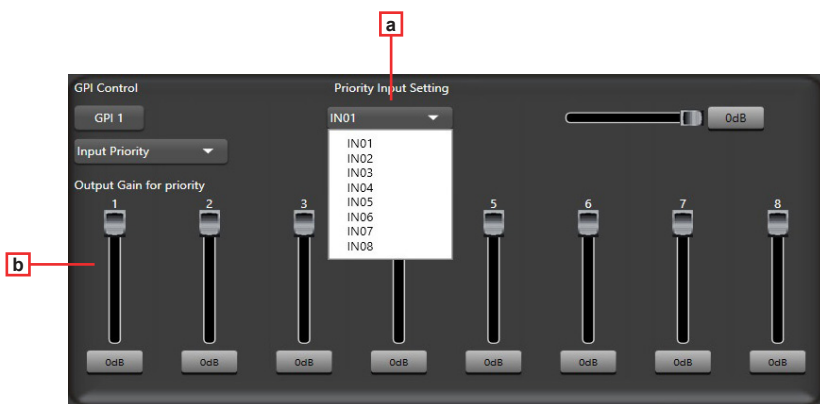 a
GPI Control
Priority Input Setting
GPI 1
IN01
0dB
Input Priority
IN01
IN02
IN03
IN04
IN05
IN06
IN07
IN08
Output Gain for priority
1 2 3 5 6 7 8
b
0dB 0dB 0dB 0dB 0dB 0dB 0dB 0dB